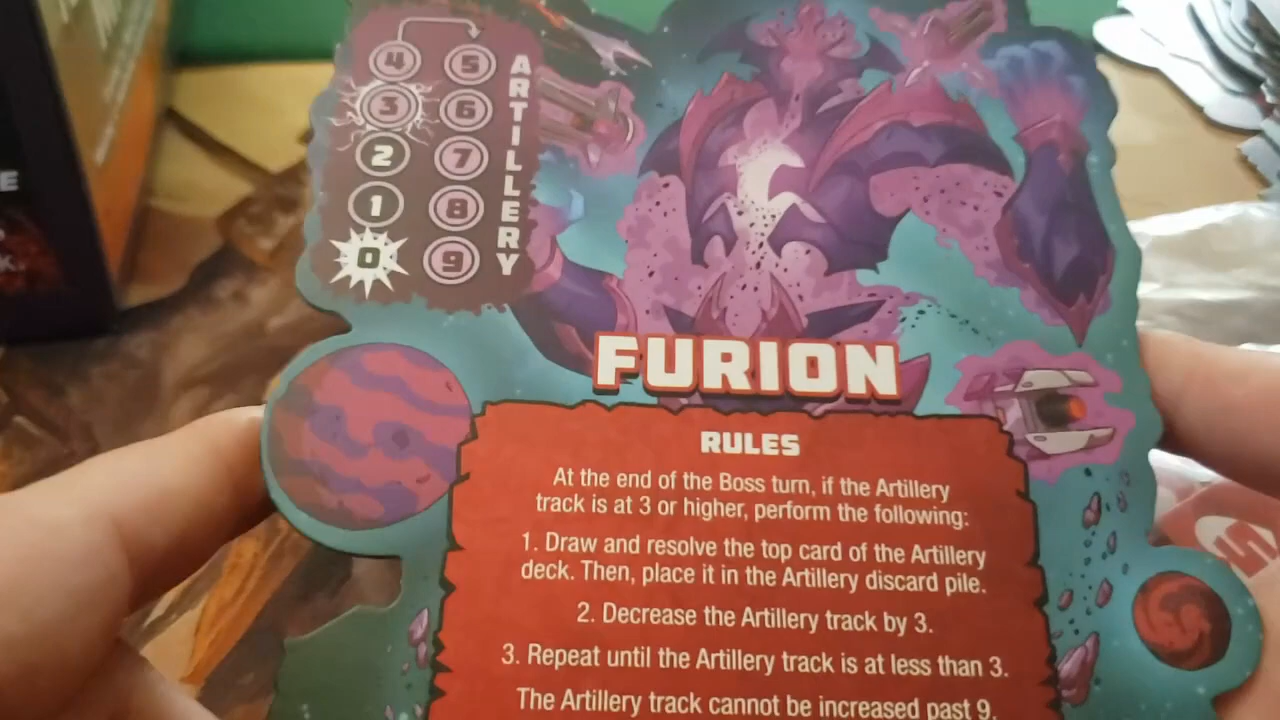 4 5
3 6
2 7
1 8
0 9
ARTILLERY
FURION
RULES
At the end of the Boss turn, if the Artillery
track is at 3 or higher, perform the following:
1. Draw and resolve the top card of the Artillery
deck. Then, place it in the Artillery discard pile.
2. Decrease the Artillery track by 3.
3. Repeat until the Artillery track is at less than 3.
The Artillery track cannot be increased past 9.